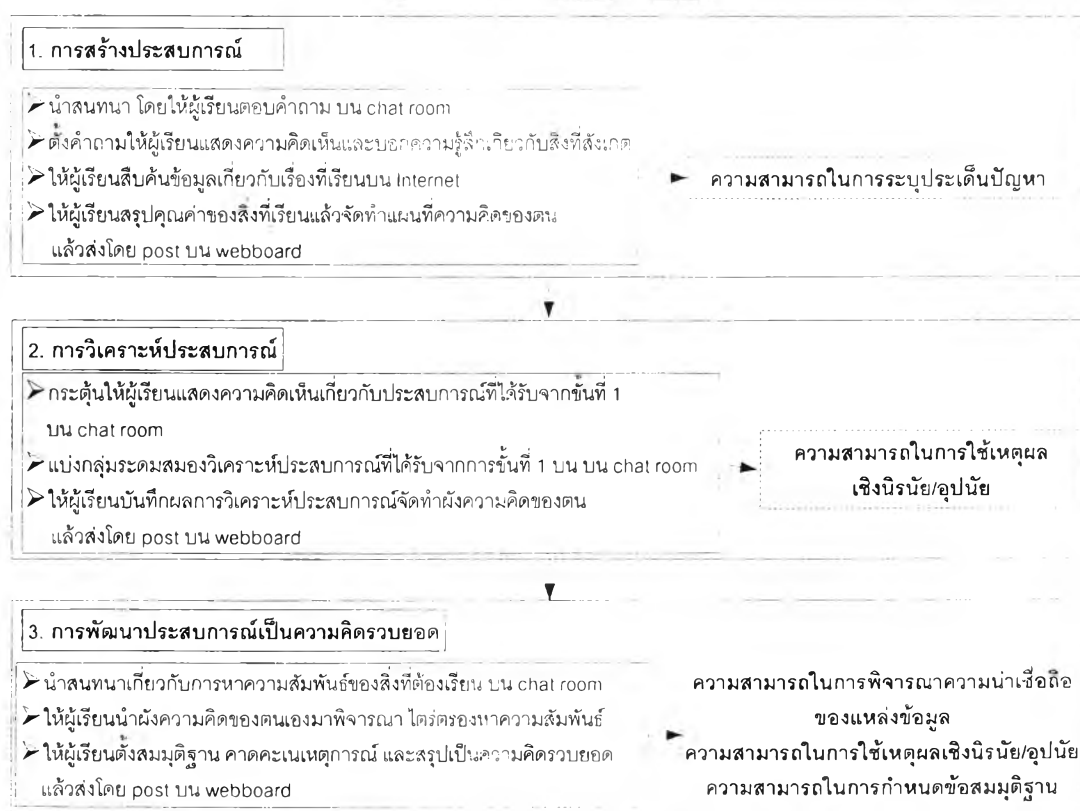 1. การสร้างประสบการณ์
➢ นำสนทนา โดยให้ผู้เรียนตอบคำถาม บน chat room
➢ ตั้งคำถามให้ผู้เรียนแสดงความคิดเห็นและบอกความรู้สึกเกี่ยวกับสิ่งที่สังเกต
➢ ให้ผู้เรียนสืบค้นข้อมูลเกี่ยวกับเรื่องที่เรียนบน Internet
➢ ให้ผู้เรียนสรุปคุณค่าของสิ่งที่เรียนแล้วจัดทำแผนที่ความคิดของตน
แล้วส่งโดย post บน webboard
ความสามารถในการระบุประเด็นปัญหา
2. การวิเคราะห์ประสบการณ์
➢ กระตุ้นให้ผู้เรียนแสดงความคิดเห็นเกี่ยวกับประสบการณ์ที่ได้รับจากขั้นที่ 1
บน chat room
➢ แบ่งกลุ่มระดมสมองวิเคราะห์ประสบการณ์ที่ได้รับจากการขั้นที่ 1 บน บน chat room
➢ ให้ผู้เรียนบันทึกผลการวิเคราะห์ประสบการณ์จัดทำผังความคิดของตน
แล้วส่งโดย post บน webboard
ความสามารถในการใช้เหตุผล
เชิงนิรนัย/อุปนัย
3. การพัฒนาประสบการณ์เป็นความคิดรวบยอด
➢ นำสนทนาเกี่ยวกับการหาความสัมพันธ์ของสิ่งที่ต้องเรียน บน chat room
➢ ให้ผู้เรียนนำผังความคิดของตนเองมาพิจารณา ไตร่ตรองหาความสัมพันธ์
➢ ให้ผู้เรียนตั้งสมมุติฐาน คาดคะเนเหตุการณ์ และสรุปเป็นความคิดรวบยอด
แล้วส่งโดย post บน webboard
ความสามารถในการพิจารณาความน่าเชื่อถือ
ของแหล่งข้อมูล
ความสามารถในการใช้เหตุผลเชิงนิรนัย/อุปนัย
ความสามารถในการกำหนดข้อสมมุติฐาน